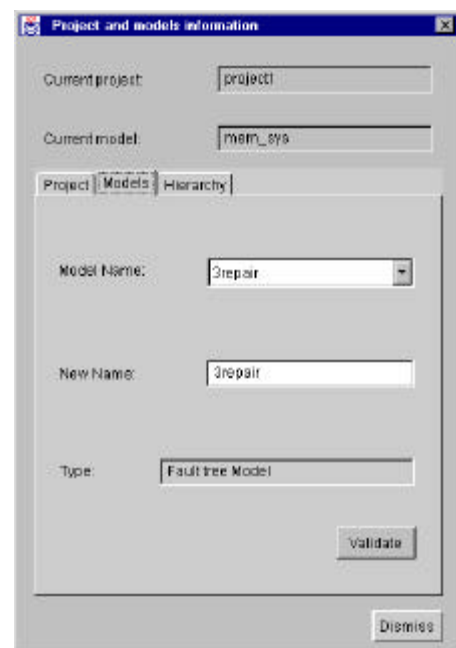 Project and models information
Current project: project1
Current model: mem_sys
Project Models Hierarchy
Model Name: 3repair
New Name: 3repair
Type: Fault tree Model
Validate
Dismiss